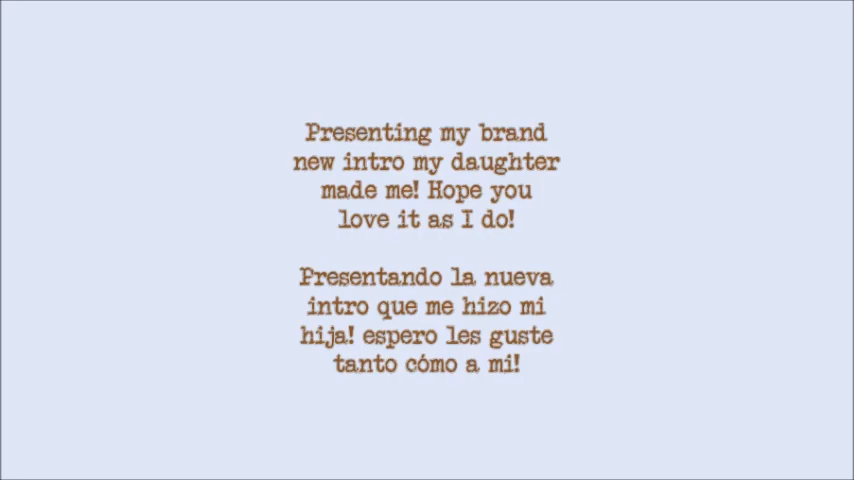 Presenting my brand
new intro my daughter
made me! Hope you
love it as I do!
Presentando la nueva
intro que me hizo mi
hija! espero les guste
tanto cómo a mi!